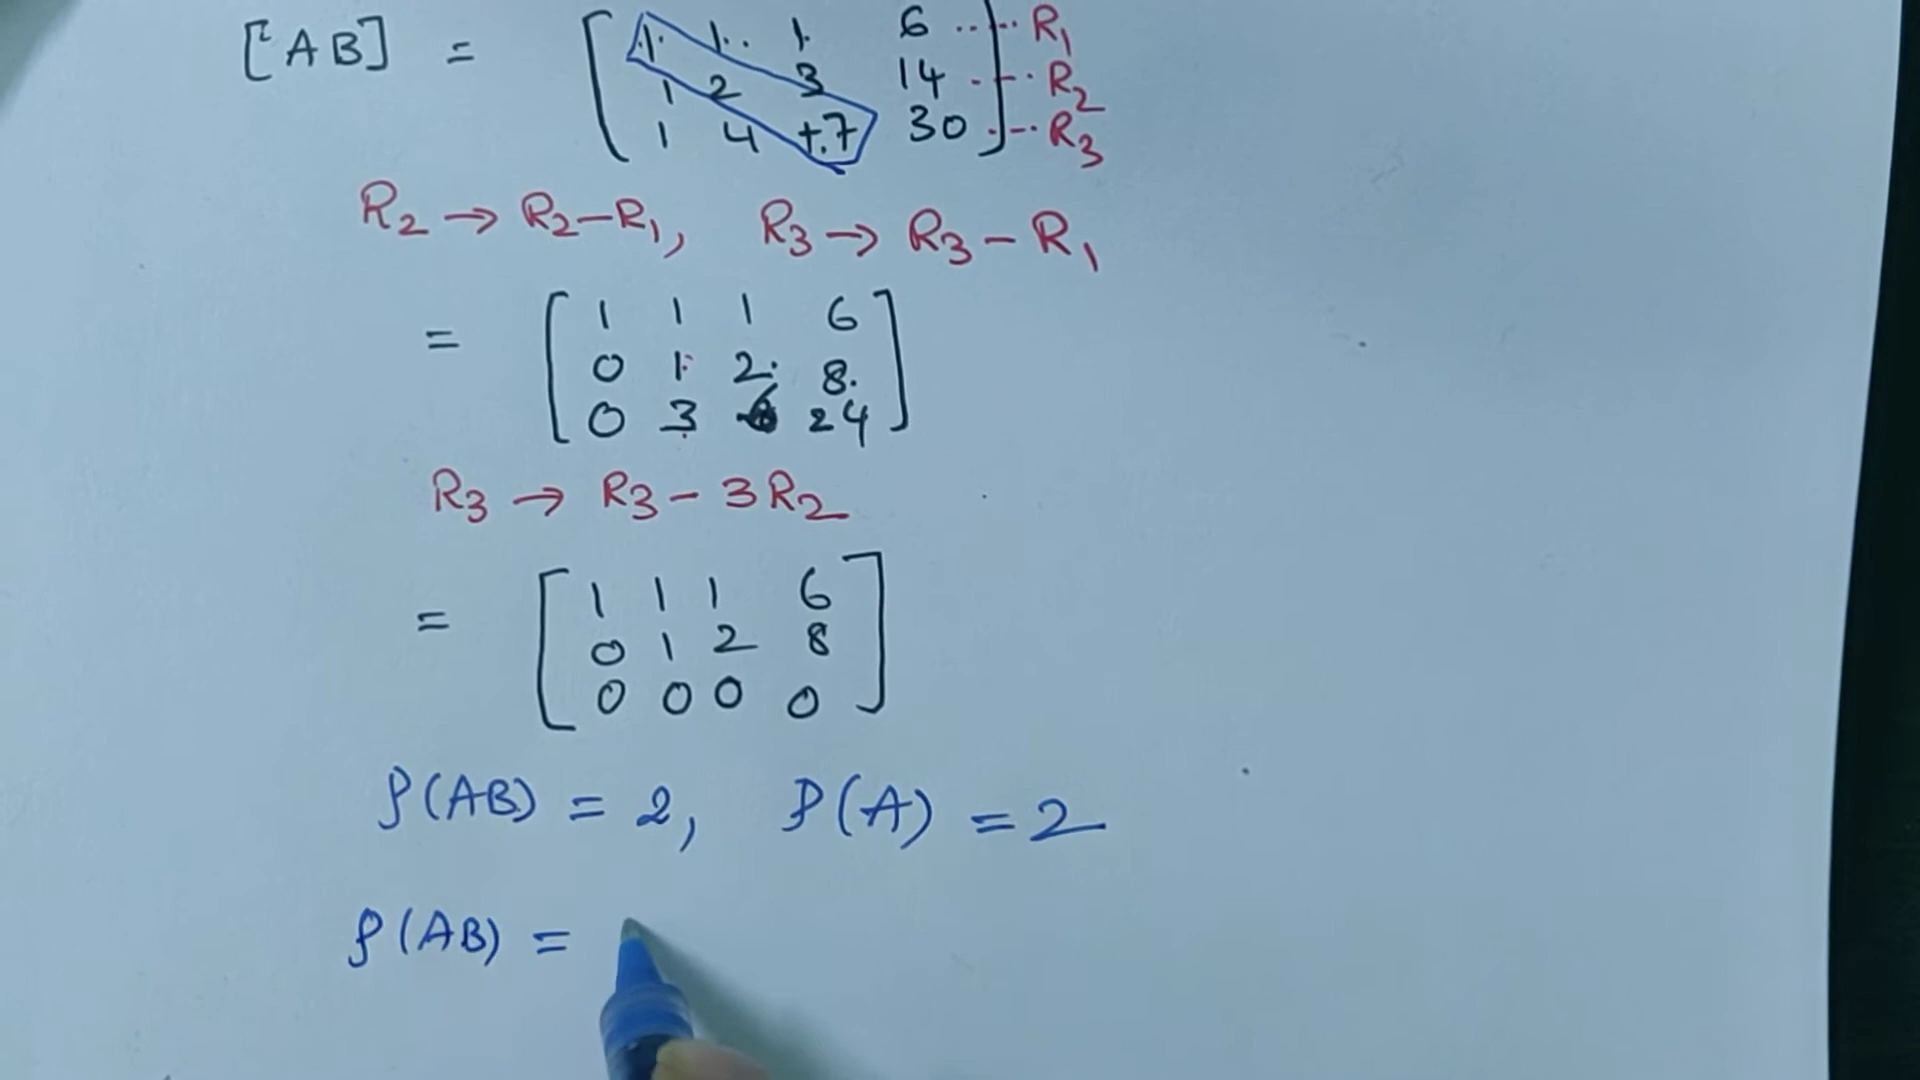 [AB] = [ 1 1 1 6 ] R1
1 2 3 14 R2
1 4 +7 30 R3
R2 → R2-R1, R3 → R3-R1
= [ 1 1 1 6
0 1 2 8
0 3 6 24 ]
R3 → R3-3R2
= [ 1 1 1 6
0 1 2 8
0 0 0 0 ]
ρ(AB) = 2, ρ(A) = 2
ρ(AB) =